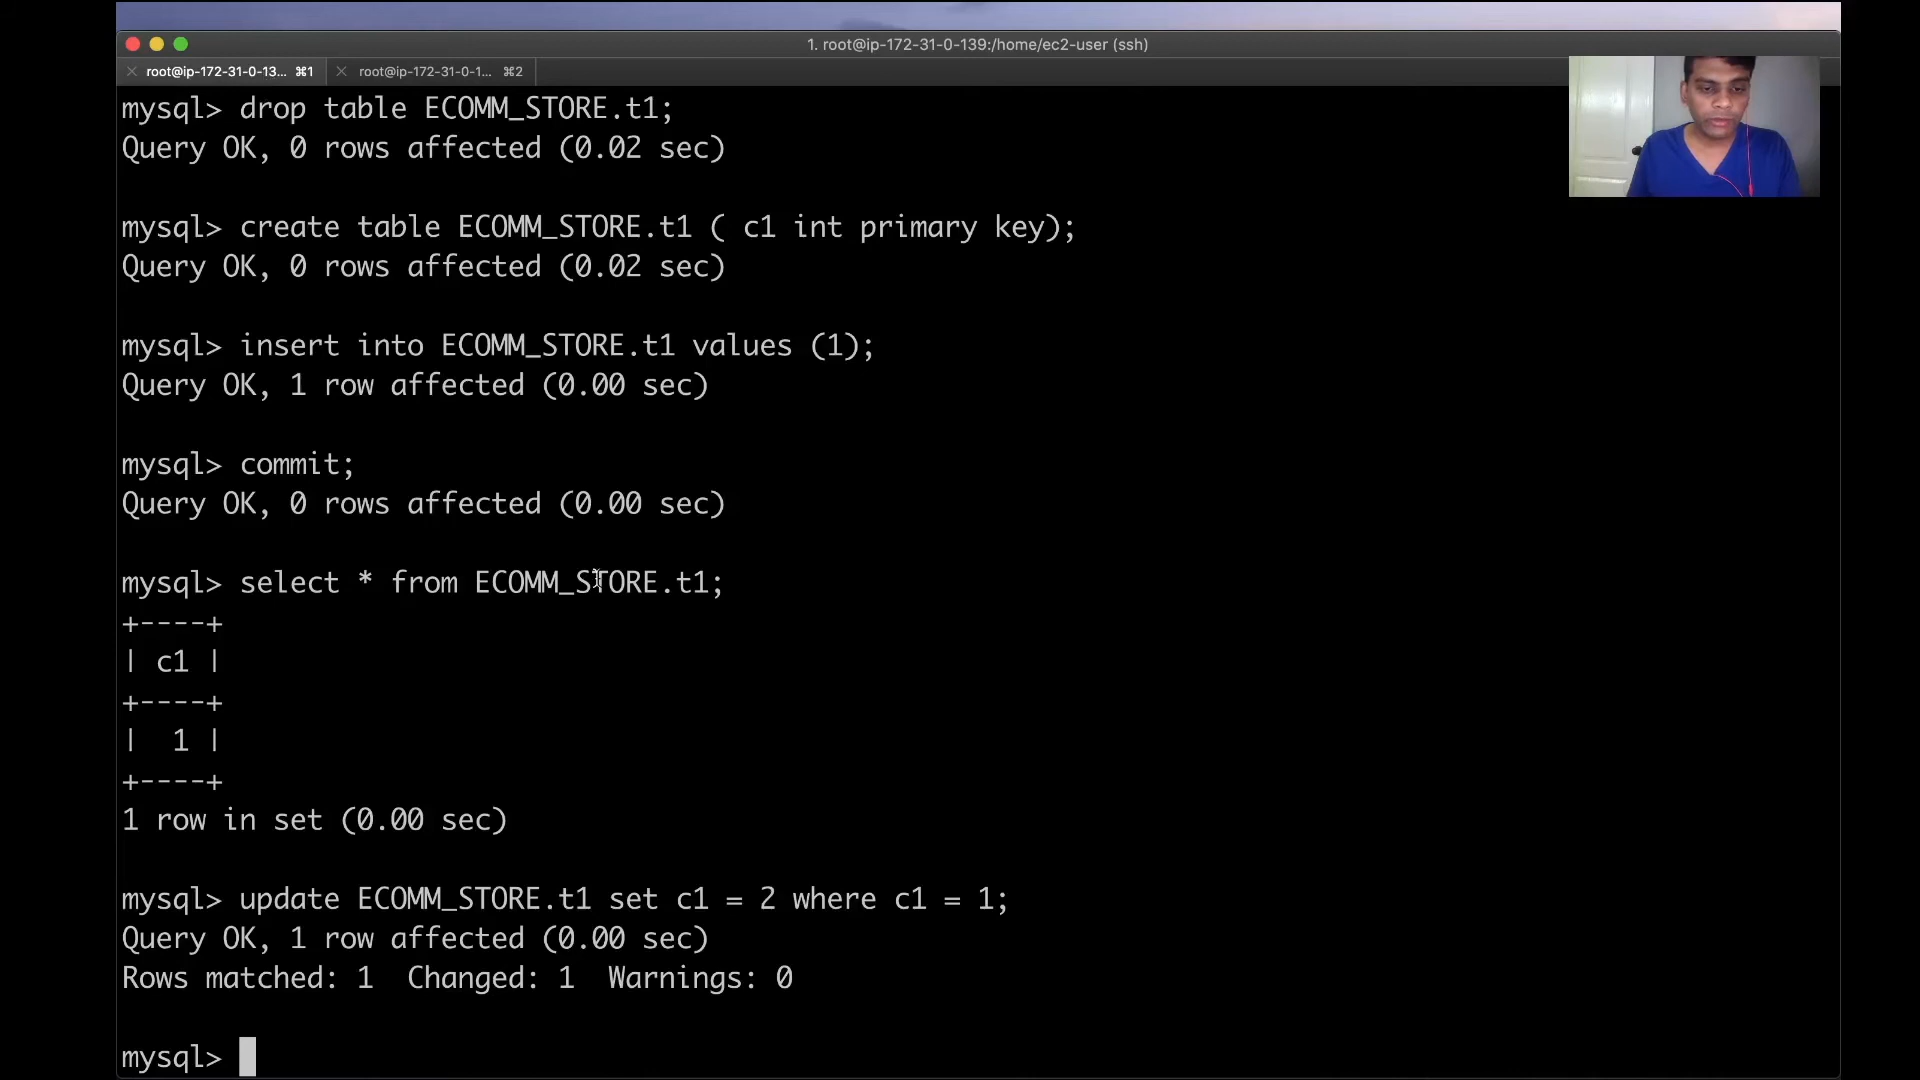 1. root@ip-172-31-0-139:/home/ec2-user (ssh)
root@ip-172-31-0-13... ⌘1 root@ip-172-31-0-1... ⌘2
mysql> drop table ECOMM_STORE.t1;
Query OK, 0 rows affected (0.02 sec)
mysql> create table ECOMM_STORE.t1 ( c1 int primary key);
Query OK, 0 rows affected (0.02 sec)
mysql> insert into ECOMM_STORE.t1 values (1);
Query OK, 1 row affected (0.00 sec)
mysql> commit;
Query OK, 0 rows affected (0.00 sec)
mysql> select * from ECOMM_STORE.t1;
+----+
| c1 |
+----+
|  1 |
+----+
1 row in set (0.00 sec)
mysql> update ECOMM_STORE.t1 set c1 = 2 where c1 = 1;
Query OK, 1 row affected (0.00 sec)
Rows matched: 1  Changed: 1  Warnings: 0
mysql>